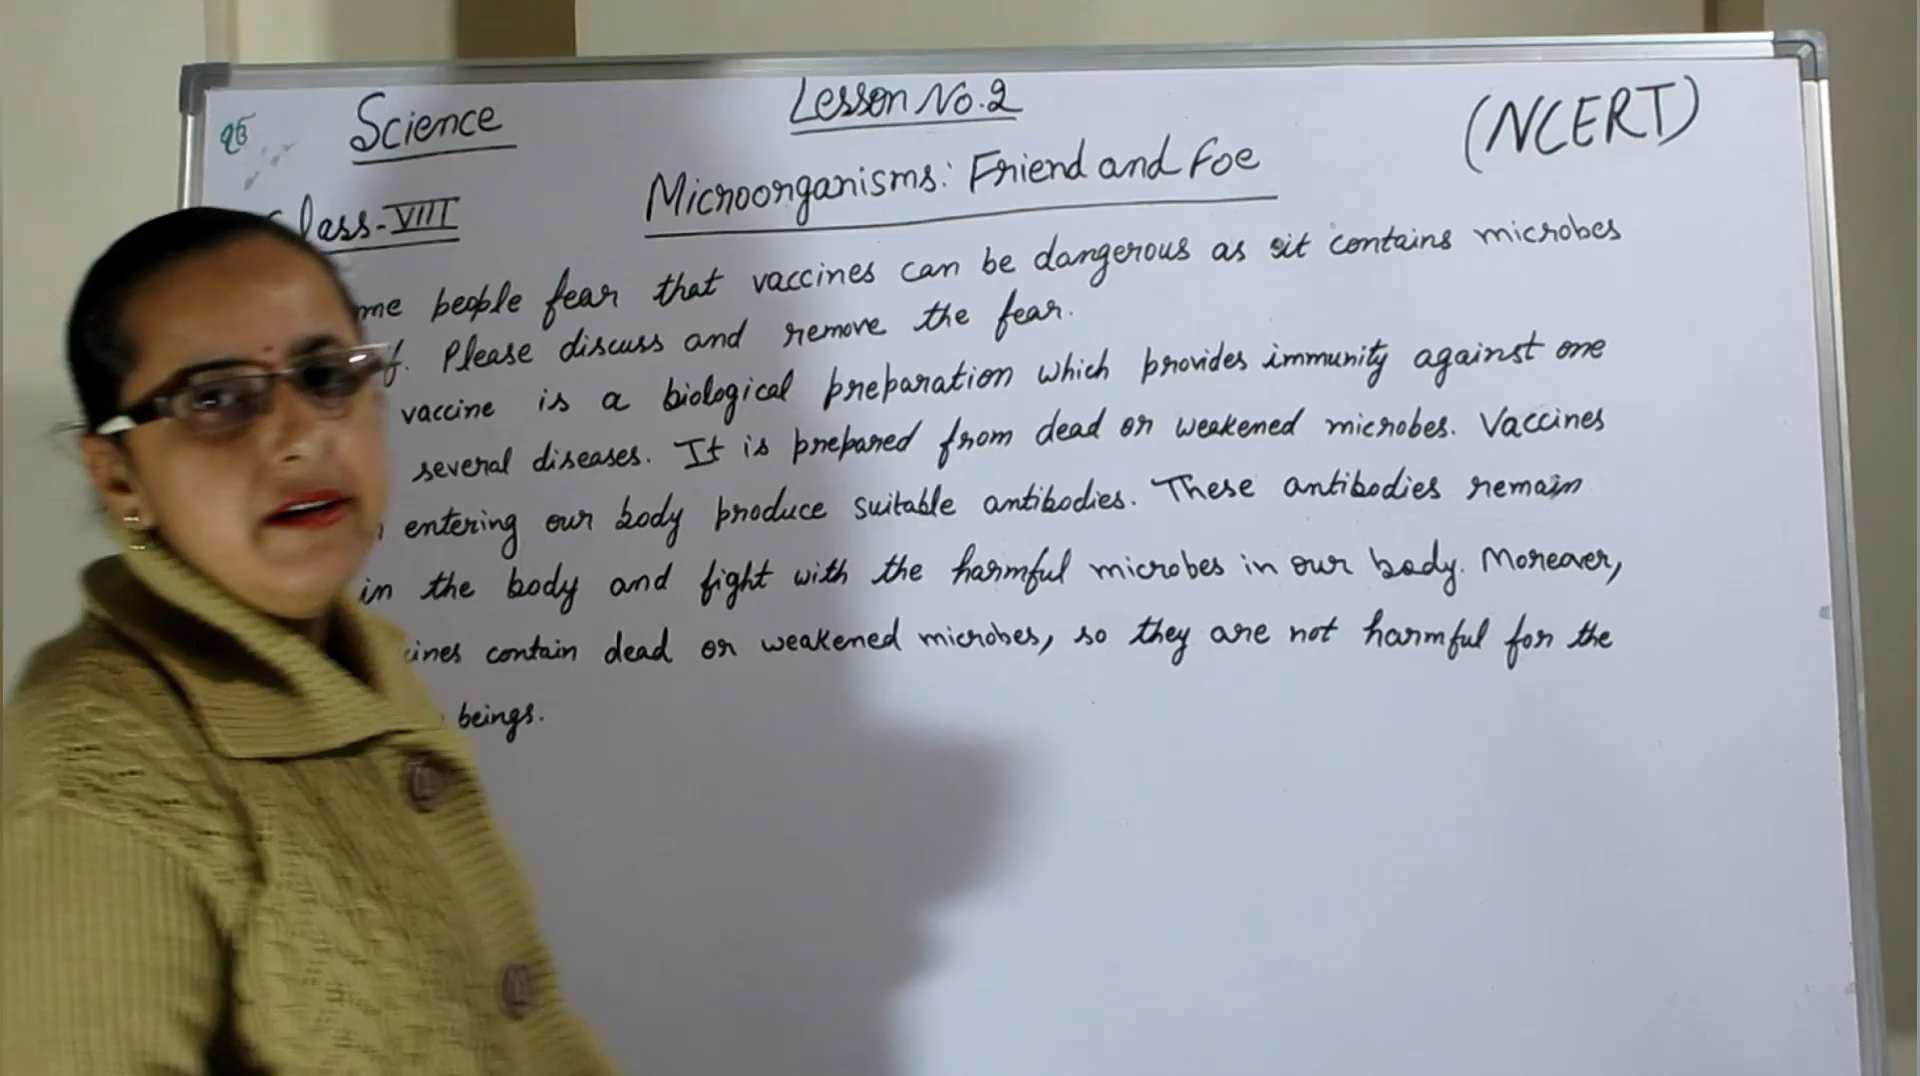 ੴ
Science
Lesson No.2
(NCERT)
Microorganisms: Friend and Foe
Class-VIII
people fear that vaccines can be dangerous as it contains microbes
Please discuss and remove the fear.
vaccine is a biological preparation which provides immunity against one
several diseases. It is prepared from dead or weakened microbes. Vaccines
entering our body produce suitable antibodies. These antibodies remain
in the body and fight with the harmful microbes in our body. Moreover,
contain dead or weakened microbes, so they are not harmful for the
beings.